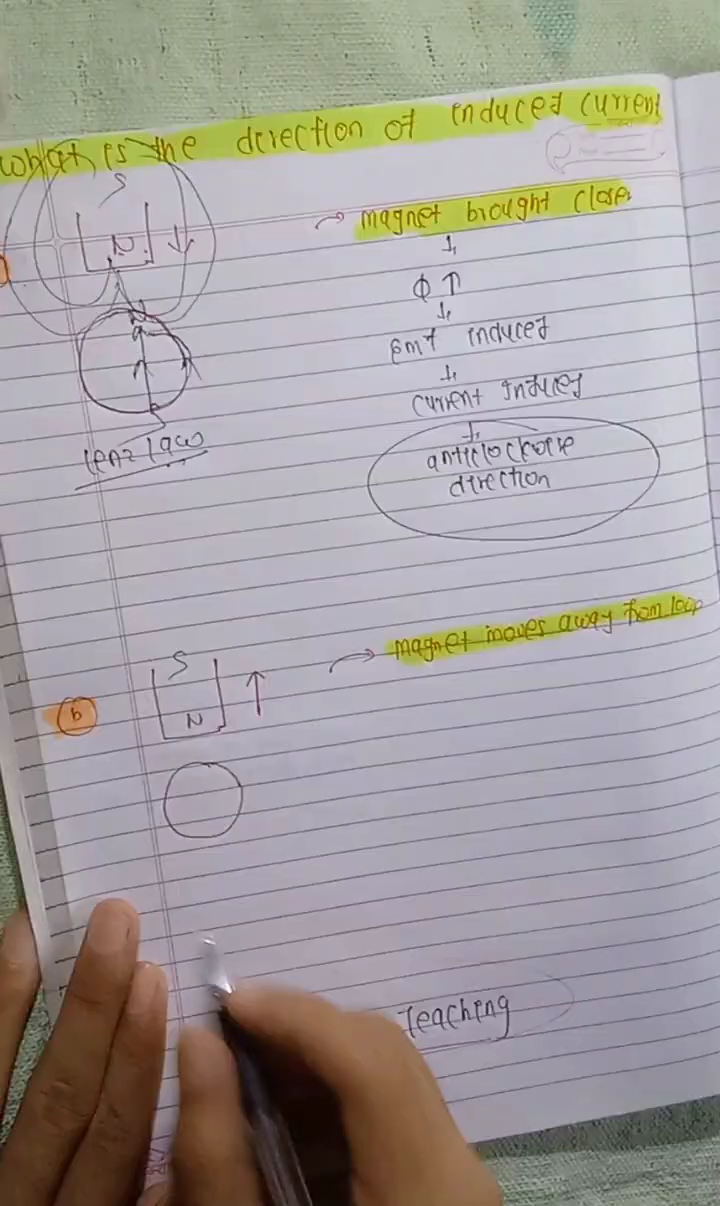 What is the direction of induced current
S
N
magnet brought close
ϕ ↑
Emf induced
current induced
anticlockwise
direction
N
lenz law
magnet moves away from loop
b
S
N
Teaching